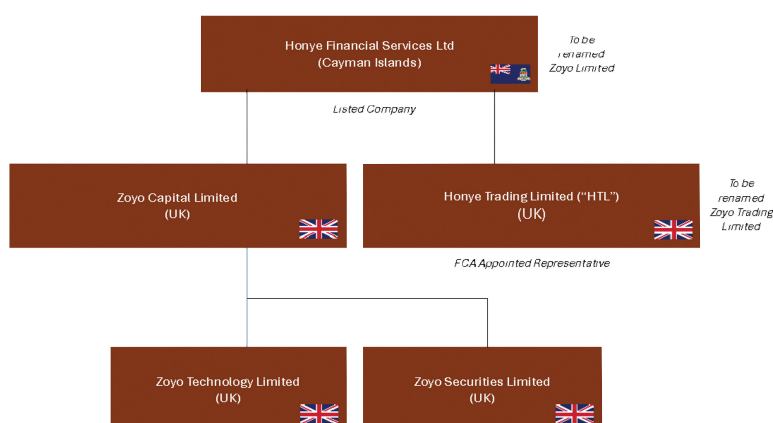 Honye Financial Services Ltd
(Cayman Islands)
To be
renamed
Zoyo Limited
Listed Company
Zoyo Capital Limited
(UK)
Honye Trading Limited (“HTL”)
(UK)
To be
renamed
Zoyo Trading
Limited
FCA Appointed Representative
Zoyo Technology Limited
(UK)
Zoyo Securities Limited
(UK)